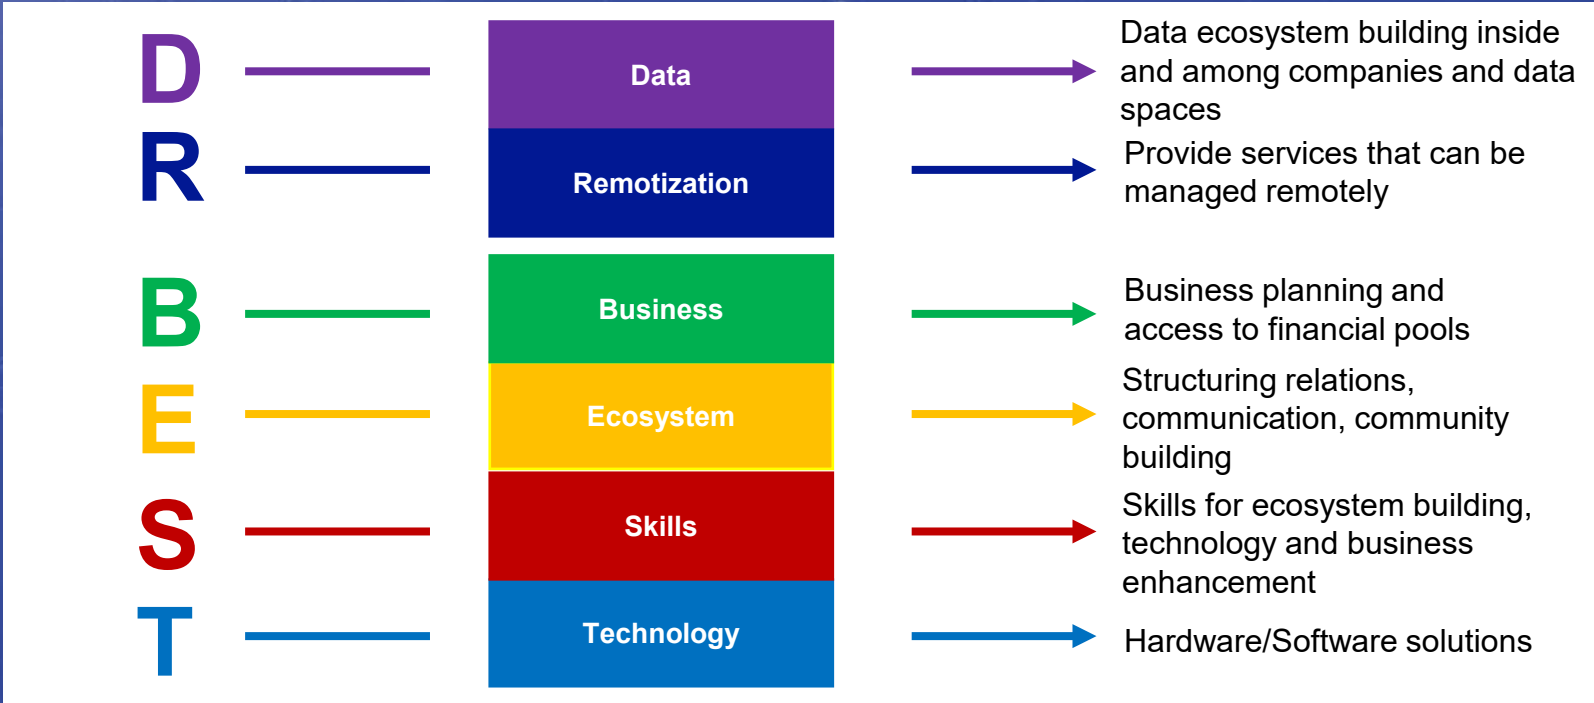 D
Data
Data ecosystem building inside
and among companies and data
spaces
R
Remotization
Provide services that can be
managed remotely
B
Business
Business planning and
access to financial pools
E
Ecosystem
Structuring relations,
communication, community
building
S
Skills
Skills for ecosystem building,
technology and business
enhancement
T
Technology
Hardware/Software solutions